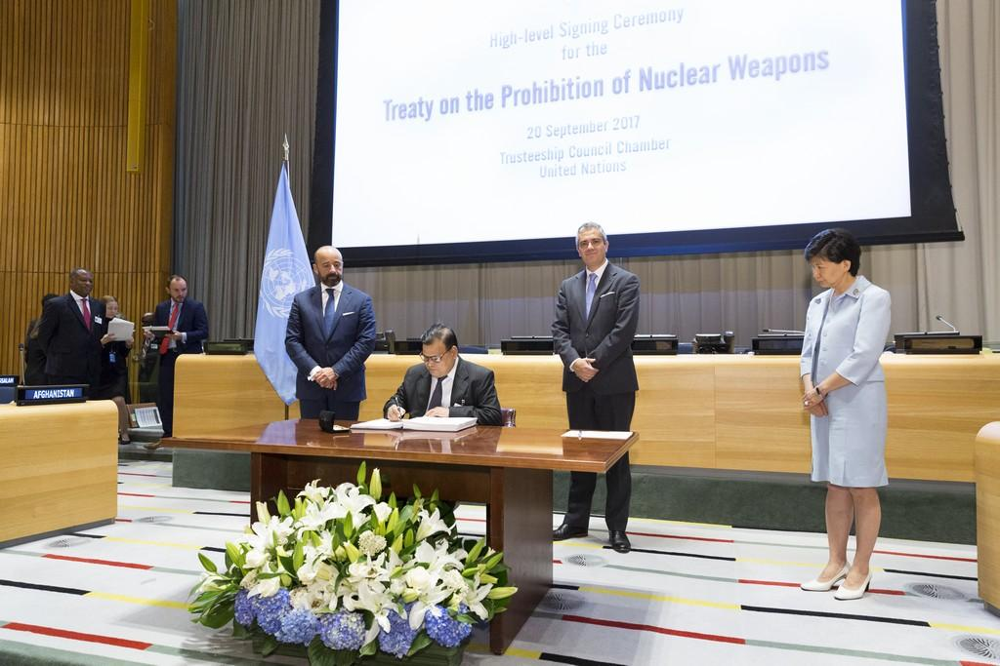 High-level Signing Ceremony
for the
Treaty on the Prohibition of Nuclear Weapons
20 September 2017
Trusteeship Council Chamber
United Nations
AFGHANISTAN